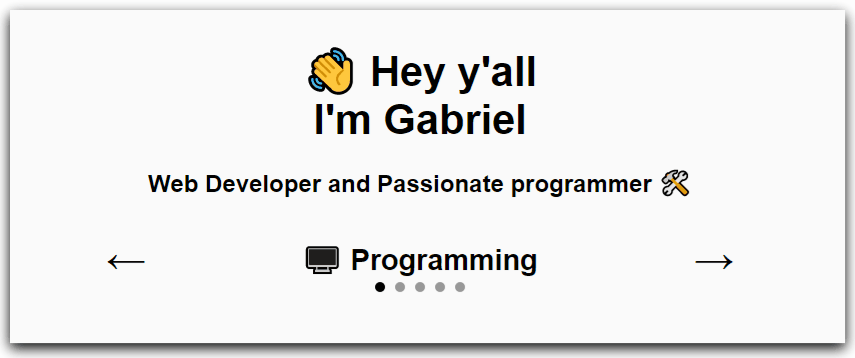 👋 Hey y'all
I'm Gabriel
Web Developer and Passionate programmer 🛠
← 🖥 Programming →